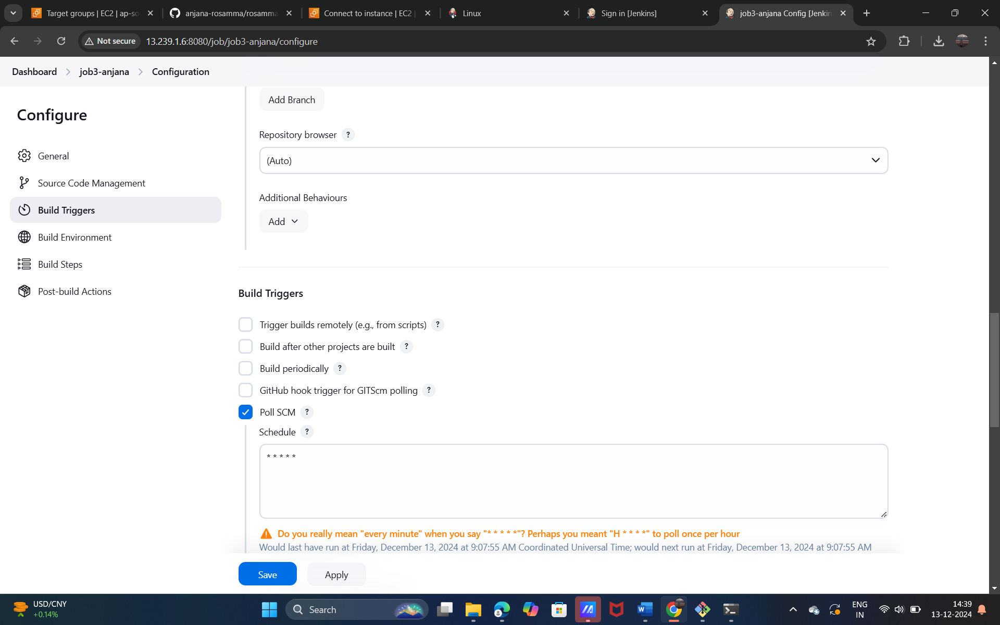 Target groups | EC2 | ap-so
anjana-rosamma/rosamma
Connect to instance | EC2 |
Linux
Sign in [Jenkins]
job3-anjana Config [Jenkin
Not secure
13.239.1.6:8080/job/job3-anjana/configure
Dashboard
job3-anjana
Configuration
Configure
General
Source Code Management
Build Triggers
Build Environment
Build Steps
Post-build Actions
Add Branch
Repository browser ?
(Auto)
Additional Behaviours
Add
Build Triggers
Trigger builds remotely (e.g., from scripts) ?
Build after other projects are built ?
Build periodically ?
GitHub hook trigger for GITScm polling ?
Poll SCM ?
Schedule ?
* * * * *
Do you really mean "every minute" when you say "* * * * *"? Perhaps you meant "H * * * *" to poll once per hour
Would last have run at Friday, December 13, 2024 at 9:07:55 AM Coordinated Universal Time; would next run at Friday, December 13, 2024 at 9:07:55 AM
Save
Apply
USD/CNY
+0.14%
Search
ENG
IN
14:39
13-12-2024